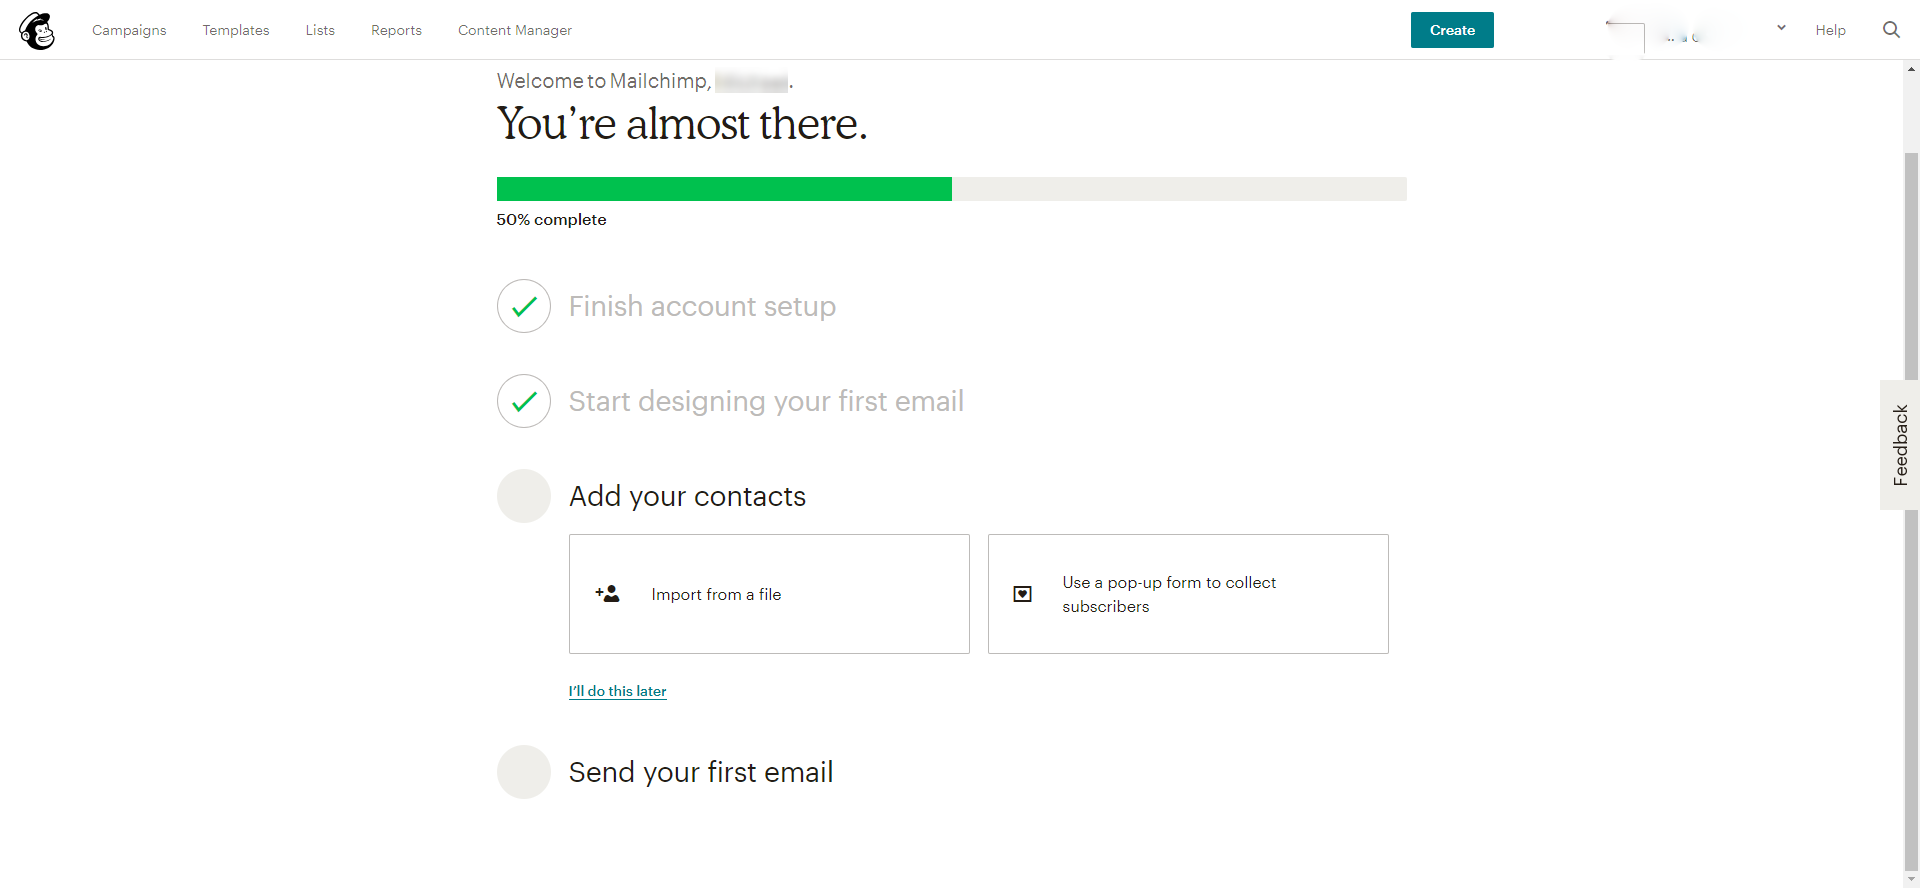 Campaigns
Templates
Lists
Reports
Content Manager
Create
Help
Welcome to Mailchimp, .
You’re almost there.
50% complete
Finish account setup
Start designing your first email
Add your contacts
Import from a file
Use a pop-up form to collect
subscribers
I’ll do this later
Send your first email
Feedback